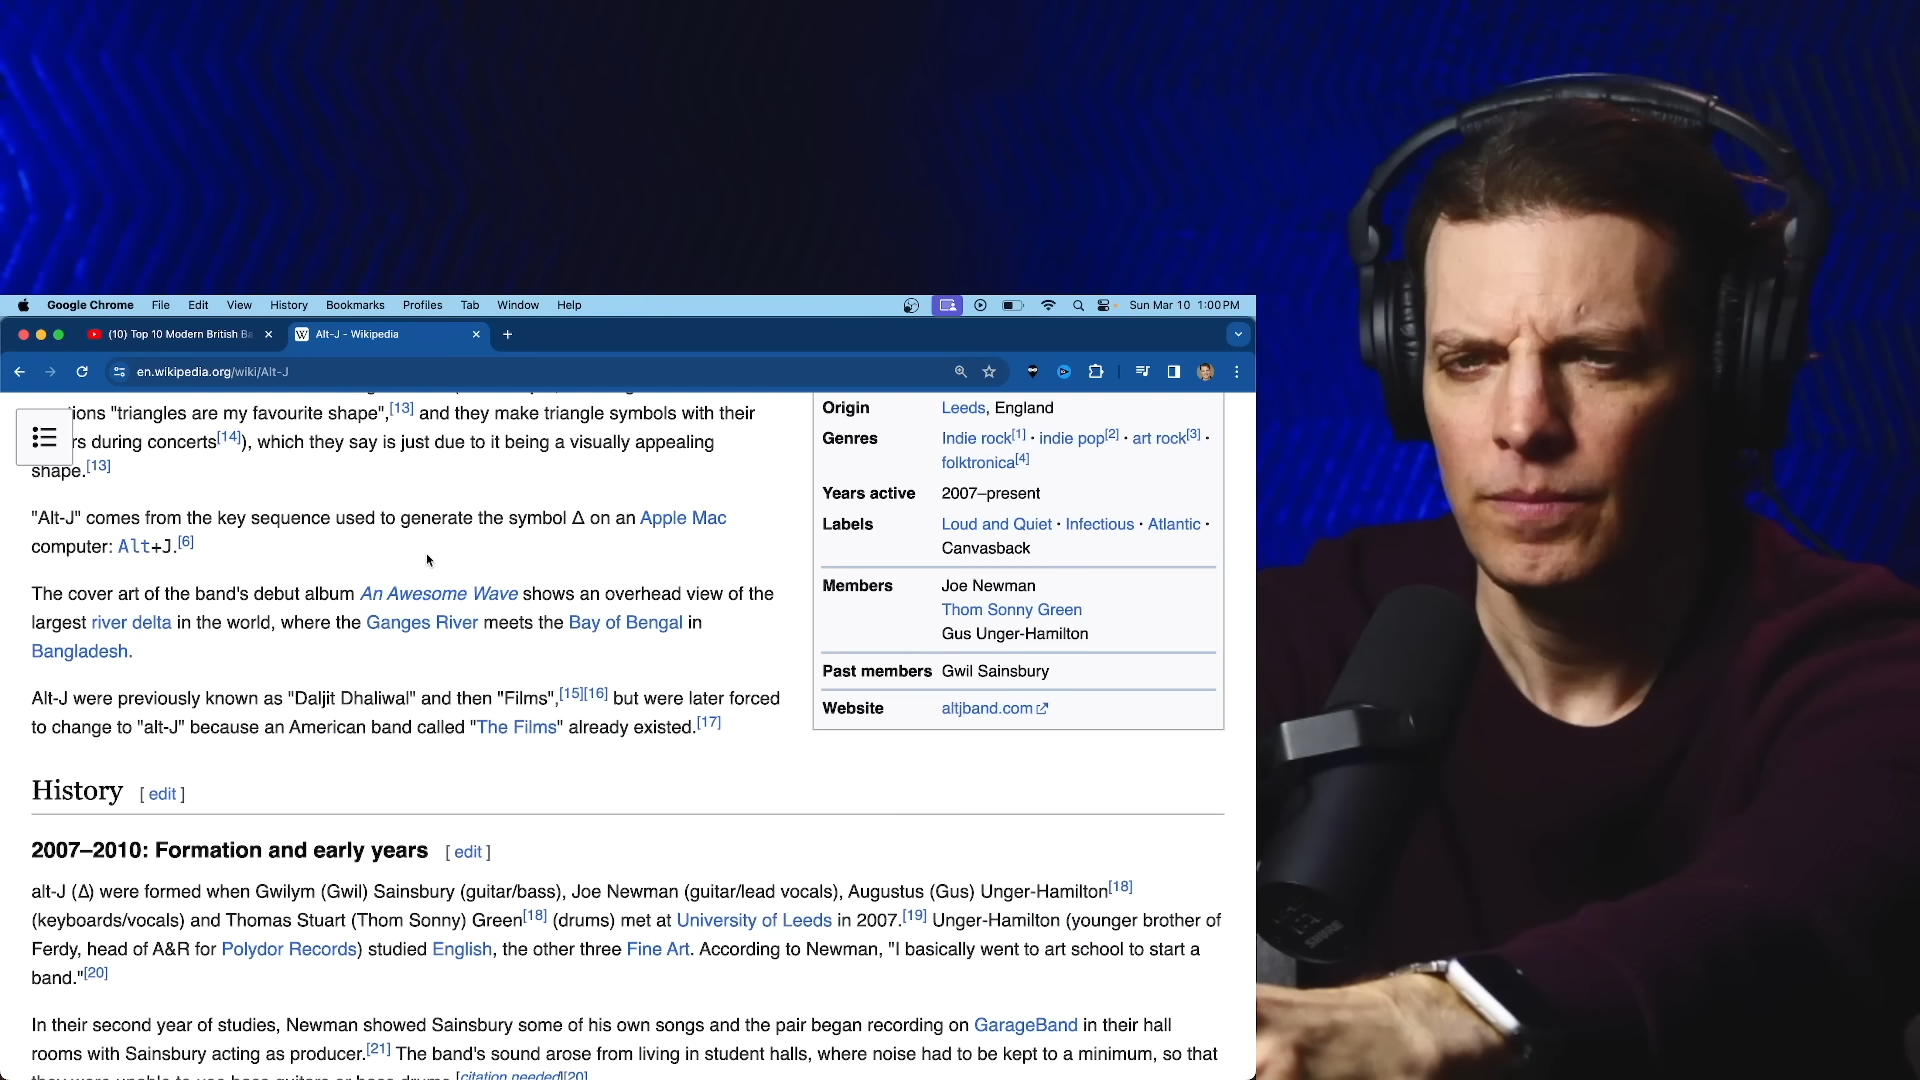 Google Chrome File Edit View History Bookmarks Profiles Tab Window Help Sun Mar 10 1:00 PM
(10) Top 10 Modern British Ba
Alt-J - Wikipedia
en.wikipedia.org/wiki/Alt-J
tions "triangles are my favourite shape",[13] and they make triangle symbols with their
rs during concerts[14]), which they say is just due to it being a visually appealing
shape.[13]
"Alt-J" comes from the key sequence used to generate the symbol Δ on an Apple Mac
computer: Alt+J.[6]
The cover art of the band's debut album An Awesome Wave shows an overhead view of the
largest river delta in the world, where the Ganges River meets the Bay of Bengal in
Bangladesh.
Alt-J were previously known as "Daljit Dhaliwal" and then "Films",[15][16] but were later forced
to change to "alt-J" because an American band called "The Films" already existed.[17]
Origin Leeds, England
Genres Indie rock[1] · indie pop[2] · art rock[3] ·
folktronica[4]
Years active 2007–present
Labels Loud and Quiet · Infectious · Atlantic ·
Canvasback
Members Joe Newman
Thom Sonny Green
Gus Unger-Hamilton
Past members Gwil Sainsbury
Website altjband.com
History [ edit ]
2007–2010: Formation and early years [ edit ]
alt-J (Δ) were formed when Gwilym (Gwil) Sainsbury (guitar/bass), Joe Newman (guitar/lead vocals), Augustus (Gus) Unger-Hamilton[18]
(keyboards/vocals) and Thomas Stuart (Thom Sonny) Green[18] (drums) met at University of Leeds in 2007.[19] Unger-Hamilton (younger brother of
Ferdy, head of A&R for Polydor Records) studied English, the other three Fine Art. According to Newman, "I basically went to art school to start a
band."[20]
In their second year of studies, Newman showed Sainsbury some of his own songs and the pair began recording on GarageBand in their hall
rooms with Sainsbury acting as producer.[21] The band's sound arose from living in student halls, where noise had to be kept to a minimum, so that
they were unable to use bass guitars or bass drums.[citation needed][20]
SHURE